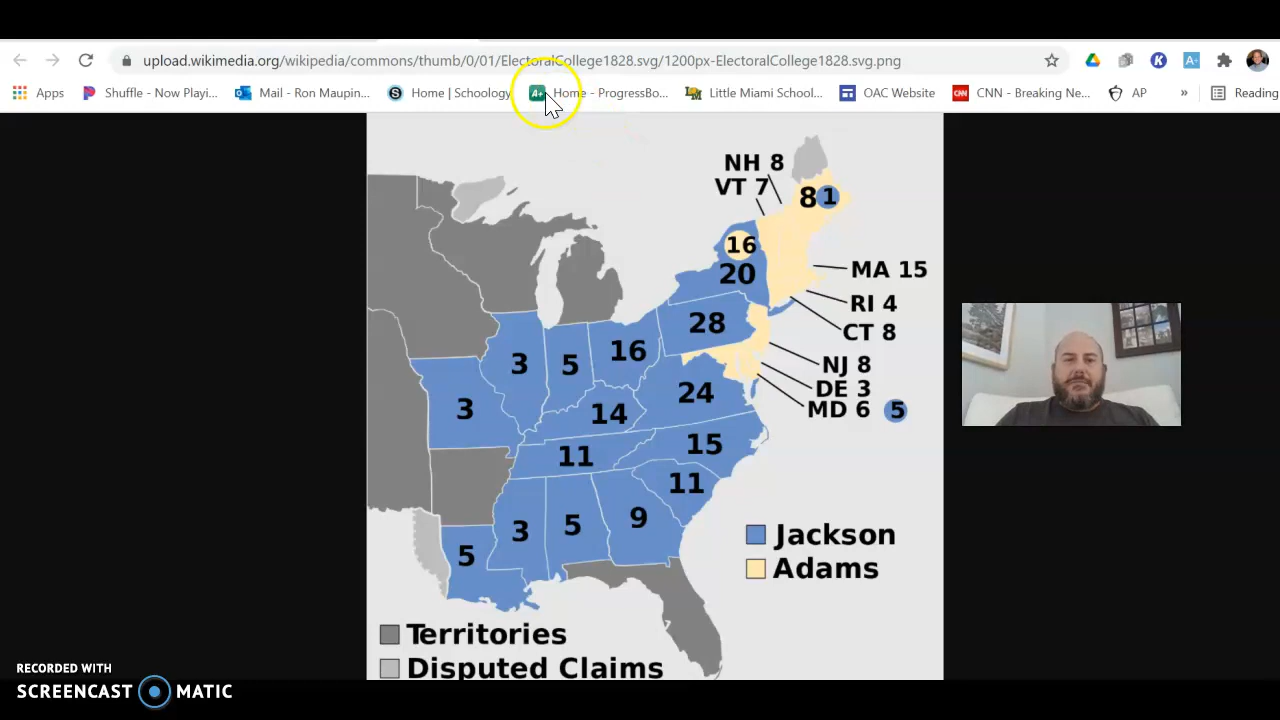 upload.wikimedia.org/wikipedia/commons/thumb/0/01/ElectoralCollege1828.svg/1200px-ElectoralCollege1828.svg.png
Apps Shuffle - Now Playi... Mail - Ron Maupin... Home | Schoology A+ Home - ProgressBo... Little Miami School... OAC Website CNN CNN - Breaking Ne... AP » Reading
NH 8
VT 7
8 1
16
20
MA 15
RI 4
CT 8
28
3 5 16
NJ 8
24
DE 3
3
14
MD 6 5
15
11
11
9
3 5
5
Jackson
Adams
Territories
Disputed Claims
RECORDED WITH
SCREENCAST MATIC